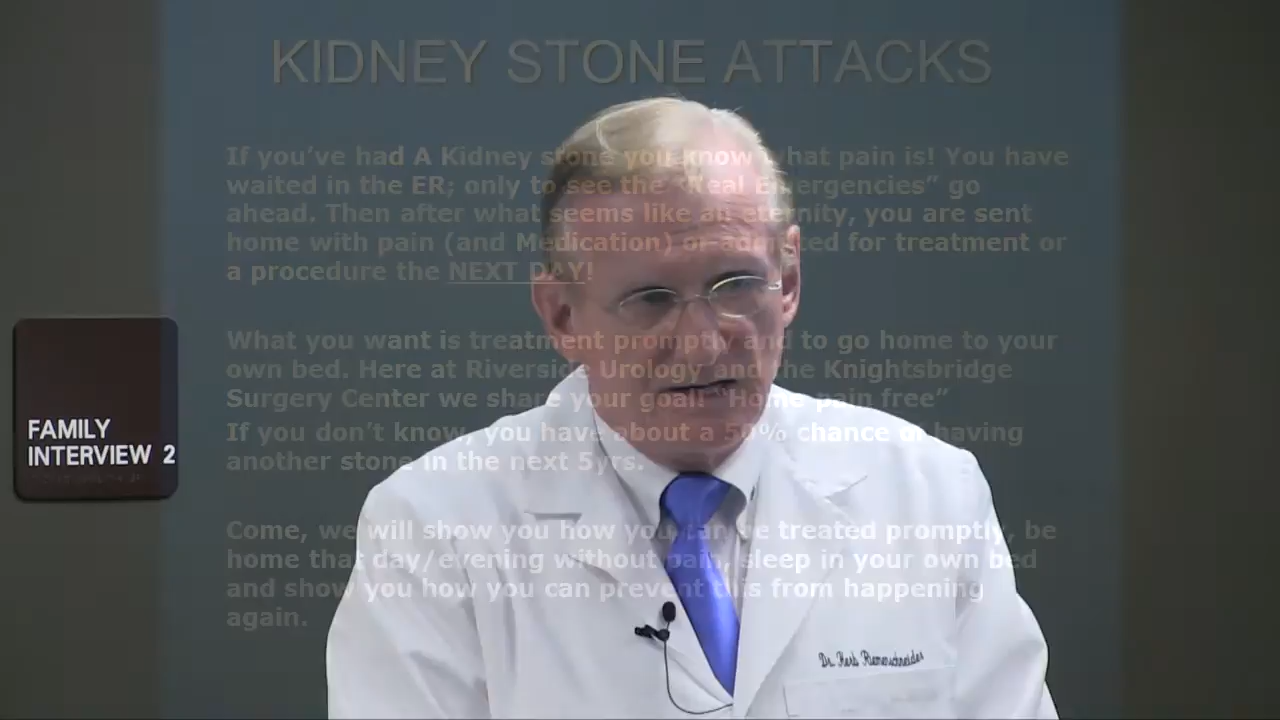 KIDNEY STONE ATTACKS
If you’ve had A Kidney stone you know what pain is! You have
waited in the ER; only to see the “real Emergencies” go
ahead. Then after what seems like an eternity, you are sent
home with pain (and Medication) or ed for treatment or
a procedure the NEXT DAY!
What you want is treatment promptly and to go home to your
own bed. Here at Riverside Urology and the Knightsbridge
Surgery Center we share your goal- “Home pain free”
If you don’t know, you have about a 50% chance of having
another stone in the next 5yrs.
Come, we will show you how you can be treated promptly, be
home that day/evening without pain, sleep in your own bed
and show you how you can prevent this from happening
again.
FAMILY
INTERVIEW 2
Dr. Herb Riemenschneider